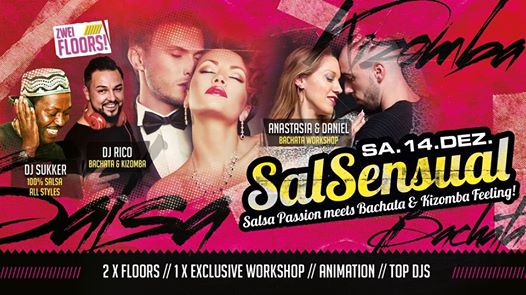 ZWEI
FLOORS!
Kizomba
DJ SUKKER
100% SALSA
ALL STYLES
DJ RICO
BACHATA & KIZOMBA
ANASTASIA & DANIEL
BACHATA WORKSHOP
SA. 14. DEZ.
SalSensual
Salsa Passion meets Bachata & Kizomba Feeling!
Salsa
Bachata
2 X FLOORS // 1 X EXCLUSIVE WORKSHOP // ANIMATION // TOP DJS